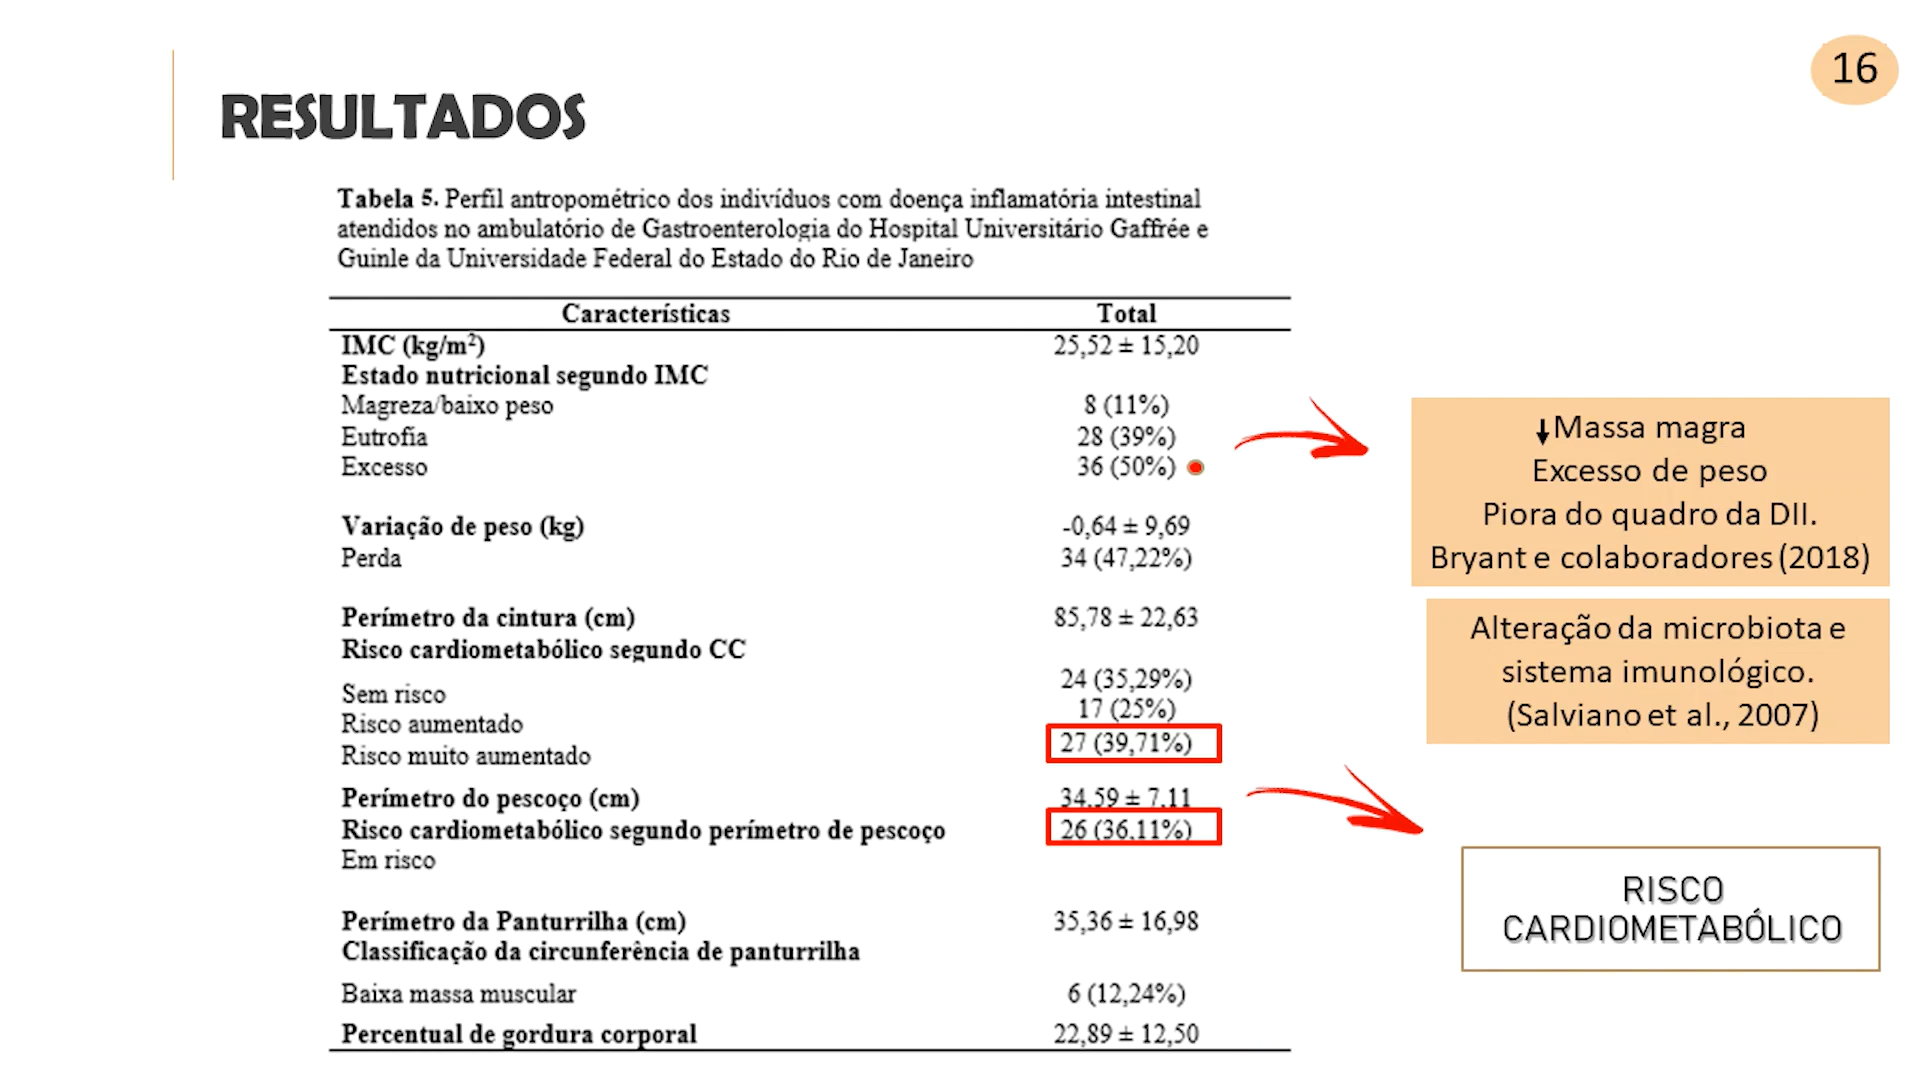 16
RESULTADOS
Tabela 5. Perfil antropométrico dos indivíduos com doença inflamatória intestinal
atendidos no ambulatório de Gastroenterologia do Hospital Universitário Gaffrée e
Guinle da Universidade Federal do Estado do Rio de Janeiro
Características Total
IMC (kg/m²) 25,52 ± 15,20
Estado nutricional segundo IMC
Magreza/baixo peso 8 (11%)
Eutrofia 28 (39%)
Excesso 36 (50%)
Variação de peso (kg) -0,64 ± 9,69
Perda 34 (47,22%)
Perímetro da cintura (cm) 85,78 ± 22,63
Risco cardiometabólico segundo CC
Sem risco 24 (35,29%)
Risco aumentado 17 (25%)
Risco muito aumentado 27 (39,71%)
Perímetro do pescoço (cm) 34,59 ± 7,11
Risco cardiometabólico segundo perímetro de pescoço 26 (36,11%)
Em risco
Perímetro da Panturrilha (cm) 35,36 ± 16,98
Classificação da circunferência de panturrilha
Baixa massa muscular 6 (12,24%)
Percentual de gordura corporal 22,89 ± 12,50
↓Massa magra
Excesso de peso
Piora do quadro da DII.
Bryant e colaboradores (2018)
Alteração da microbiota e
sistema imunológico.
(Salviano et al., 2007)
RISCO
CARDIOMETABÓLICO